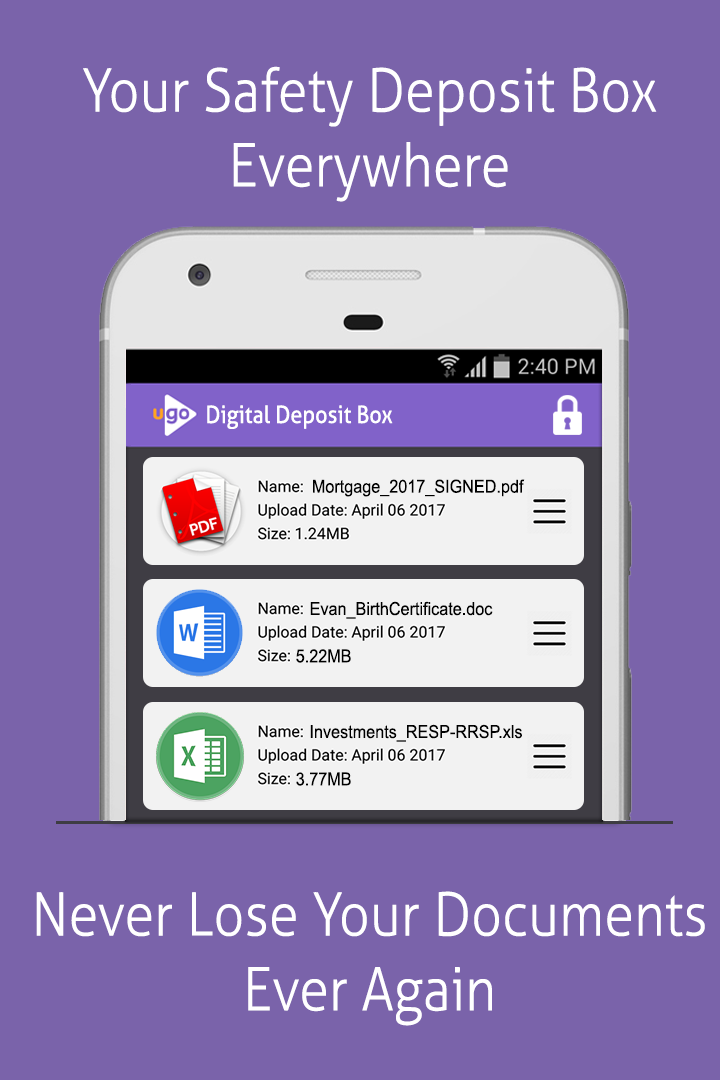 Your Safety Deposit Box
Everywhere
2:40 PM
ugo Digital Deposit Box
PDF
Name: Mortgage_2017_SIGNED.pdf
Upload Date: April 06 2017
Size: 1.24MB
W
Name: Evan_BirthCertificate.doc
Upload Date: April 06 2017
Size: 5.22MB
X
Name: Investments_RESP-RRSP.xls
Upload Date: April 06 2017
Size: 3.77MB
Never Lose Your Documents
Ever Again